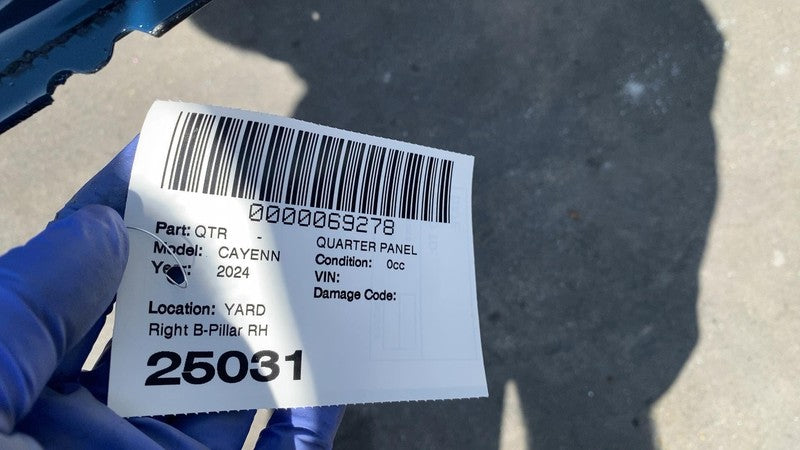 0000069278
Part: QTR - QUARTER PANEL
Model: CAYENN Condition: 0cc
Year: 2024 VIN:
Damage Code:
Location: YARD
Right B-Pillar RH
25031